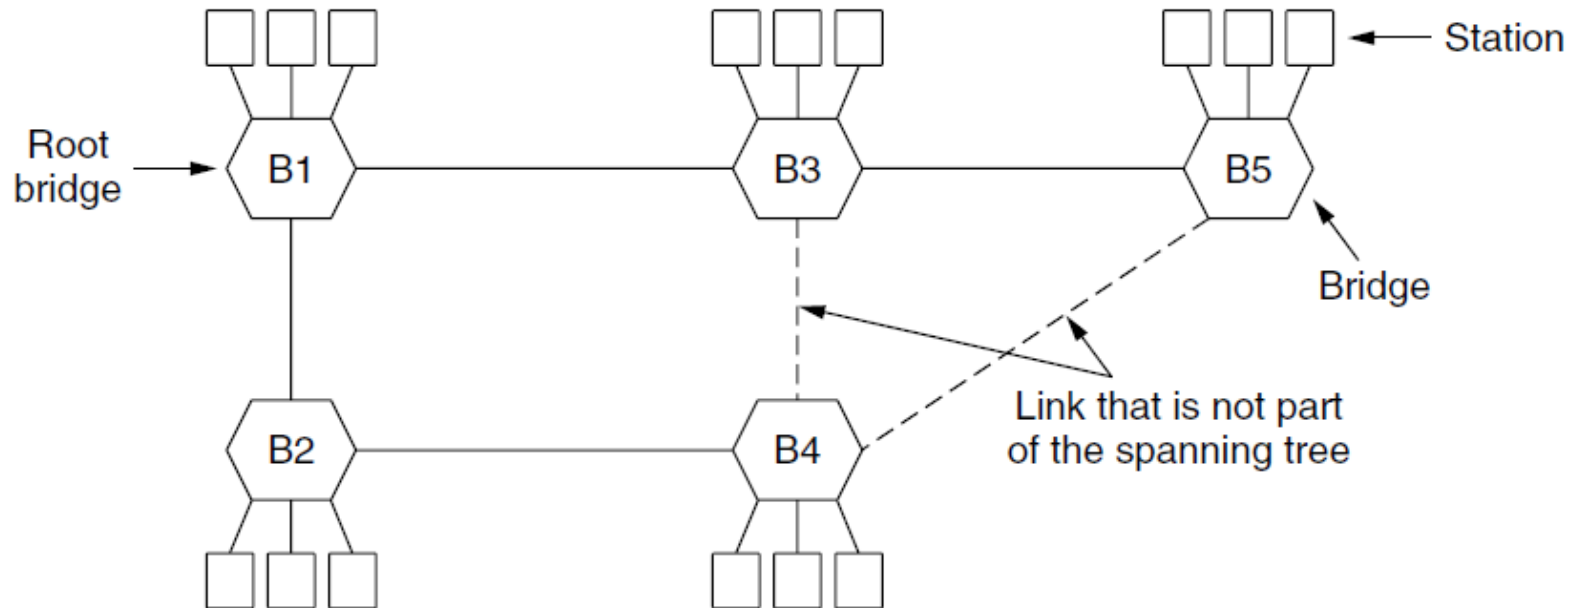 Station
Root
bridge
B1
B3
B5
Bridge
Link that is not part
of the spanning tree
B2
B4